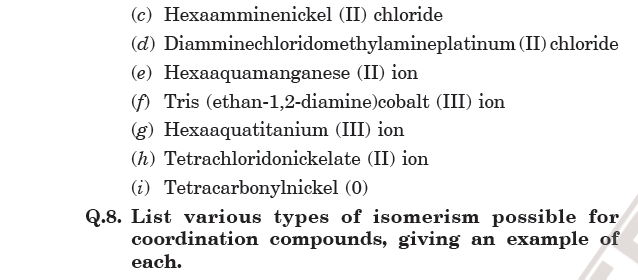 (c) Hexaamminenickel (II) chloride
(d) Diamminechloridomethylamineplatinum (II) chloride
(e) Hexaaquamanganese (II) ion
(f) Tris (ethan-1,2-diamine)cobalt (III) ion
(g) Hexaaquatitanium (III) ion
(h) Tetrachloridonickelate (II) ion
(i) Tetracarbonylnickel (0)
Q.8. List various types of isomerism possible for
coordination compounds, giving an example of
each.